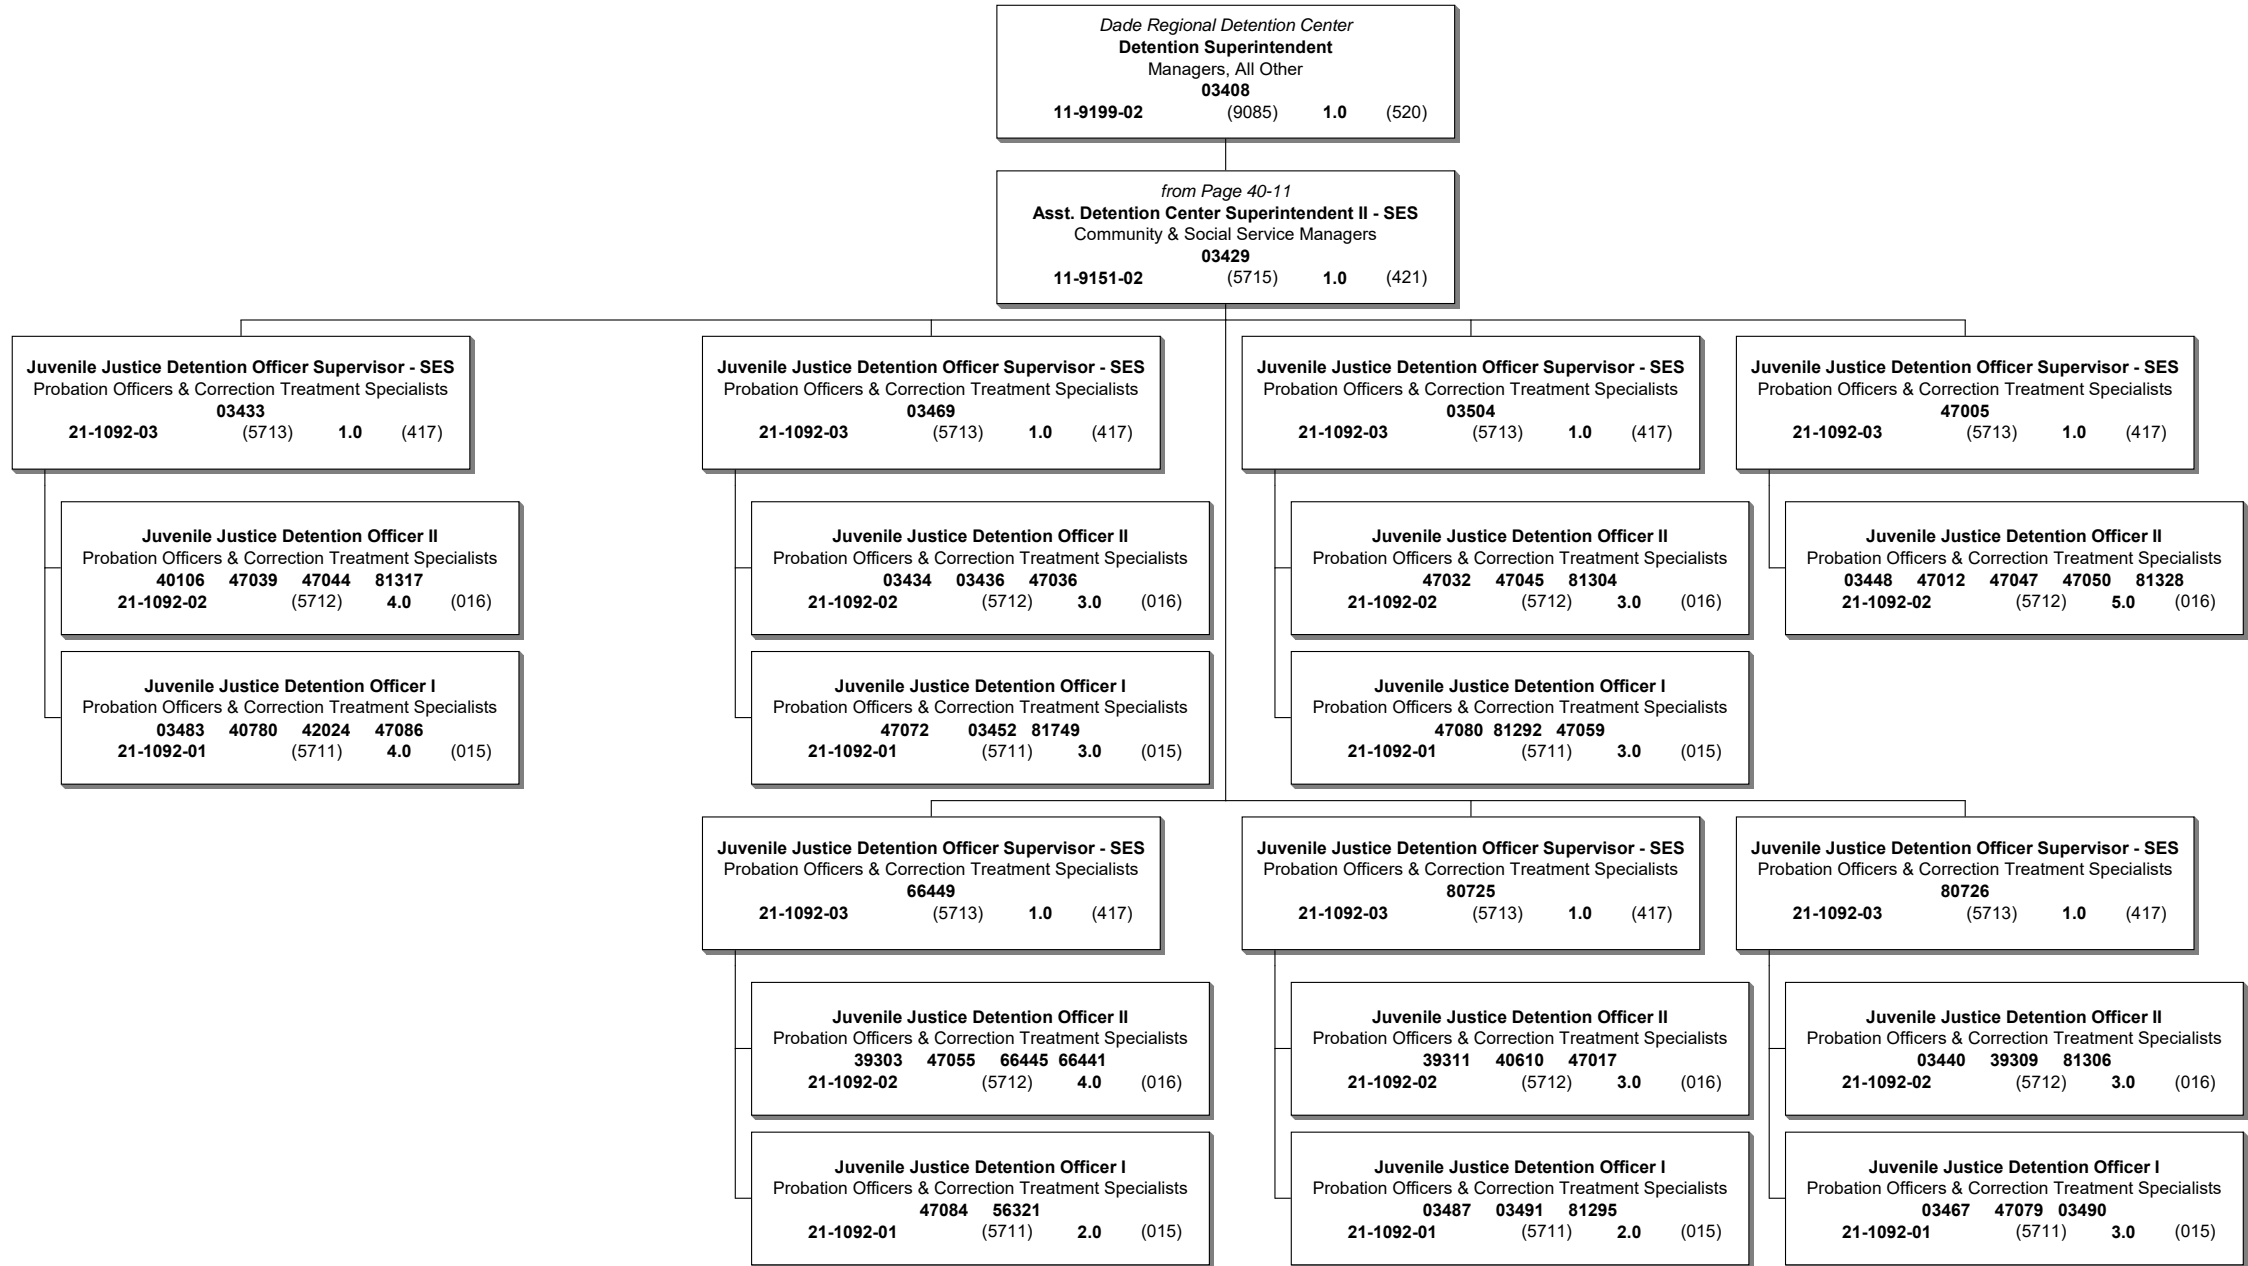 Dade Regional Detention Center
Detention Superintendent
Managers, All Other
03408
11-9199-02 (9085) 1.0 (520)
from Page 40-11
Asst. Detention Center Superintendent II - SES
Community & Social Service Managers
03429
11-9151-02 (5715) 1.0 (421)
Juvenile Justice Detention Officer Supervisor - SES
Probation Officers & Correction Treatment Specialists
03433
21-1092-03 (5713) 1.0 (417)
Juvenile Justice Detention Officer II
Probation Officers & Correction Treatment Specialists
40106 47039 47044 81317
21-1092-02 (5712) 4.0 (016)
Juvenile Justice Detention Officer I
Probation Officers & Correction Treatment Specialists
03483 40780 42024 47086
21-1092-01 (5711) 4.0 (015)
Juvenile Justice Detention Officer Supervisor - SES
Probation Officers & Correction Treatment Specialists
03469
21-1092-03 (5713) 1.0 (417)
Juvenile Justice Detention Officer II
Probation Officers & Correction Treatment Specialists
03434 03436 47036
21-1092-02 (5712) 3.0 (016)
Juvenile Justice Detention Officer I
Probation Officers & Correction Treatment Specialists
47072 03452 81749
21-1092-01 (5711) 3.0 (015)
Juvenile Justice Detention Officer Supervisor - SES
Probation Officers & Correction Treatment Specialists
03504
21-1092-03 (5713) 1.0 (417)
Juvenile Justice Detention Officer II
Probation Officers & Correction Treatment Specialists
47032 47045 81304
21-1092-02 (5712) 3.0 (016)
Juvenile Justice Detention Officer I
Probation Officers & Correction Treatment Specialists
47080 81292 47059
21-1092-01 (5711) 3.0 (015)
Juvenile Justice Detention Officer Supervisor - SES
Probation Officers & Correction Treatment Specialists
47005
21-1092-03 (5713) 1.0 (417)
Juvenile Justice Detention Officer II
Probation Officers & Correction Treatment Specialists
03448 47012 47047 47050 81328
21-1092-02 (5712) 5.0 (016)
Juvenile Justice Detention Officer Supervisor - SES
Probation Officers & Correction Treatment Specialists
66449
21-1092-03 (5713) 1.0 (417)
Juvenile Justice Detention Officer II
Probation Officers & Correction Treatment Specialists
39303 47055 66445 66441
21-1092-02 (5712) 4.0 (016)
Juvenile Justice Detention Officer I
Probation Officers & Correction Treatment Specialists
47084 56321
21-1092-01 (5711) 2.0 (015)
Juvenile Justice Detention Officer Supervisor - SES
Probation Officers & Correction Treatment Specialists
80725
21-1092-03 (5713) 1.0 (417)
Juvenile Justice Detention Officer II
Probation Officers & Correction Treatment Specialists
39311 40610 47017
21-1092-02 (5712) 3.0 (016)
Juvenile Justice Detention Officer I
Probation Officers & Correction Treatment Specialists
03487 03491 81295
21-1092-01 (5711) 2.0 (015)
Juvenile Justice Detention Officer Supervisor - SES
Probation Officers & Correction Treatment Specialists
80726
21-1092-03 (5713) 1.0 (417)
Juvenile Justice Detention Officer II
Probation Officers & Correction Treatment Specialists
03440 39309 81306
21-1092-02 (5712) 3.0 (016)
Juvenile Justice Detention Officer I
Probation Officers & Correction Treatment Specialists
03467 47079 03490
21-1092-01 (5711) 3.0 (015)